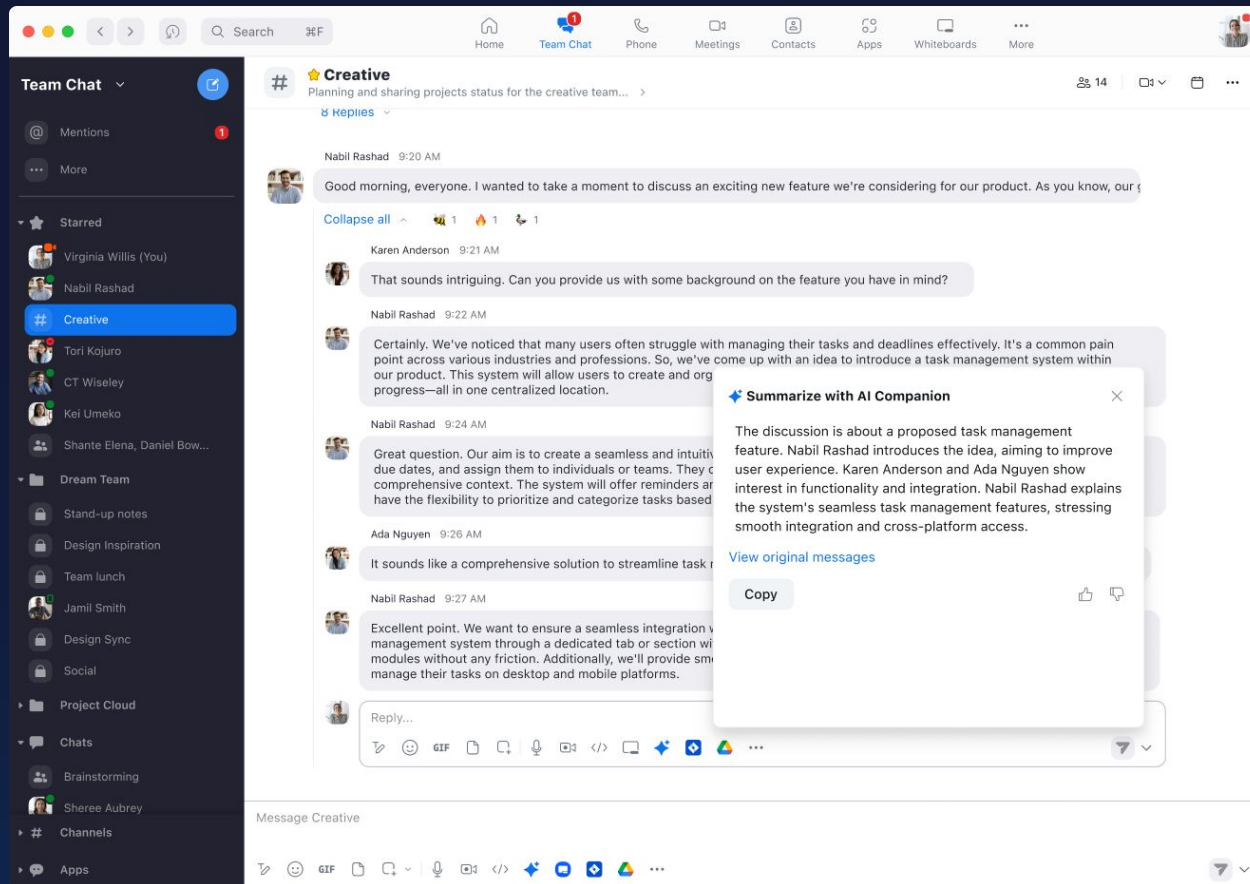 Search ⌘F
Home
Team Chat
1
Phone
Meetings
Contacts
Apps
Whiteboards
More
Team Chat
Mentions 1
More
Starred
Virginia Willis (You)
Nabil Rashad
Creative
Tori Kojuro
CT Wiseley
Kei Umeko
Shante Elena, Daniel Bow...
Dream Team
Stand-up notes
Design Inspiration
Team lunch
Jamil Smith
Design Sync
Social
Project Cloud
Chats
Brainstorming
Sheree Aubrey
# Channels
Apps
# Creative
Planning and sharing projects status for the creative team...
14
8 Replies
Nabil Rashad 9:20 AM
Good morning, everyone. I wanted to take a moment to discuss an exciting new feature we're considering for our product. As you know, our
Collapse all 1 1 1
Karen Anderson 9:21 AM
That sounds intriguing. Can you provide us with some background on the feature you have in mind?
Nabil Rashad 9:22 AM
Certainly. We've noticed that many users often struggle with managing their tasks and deadlines effectively. It's a common pain
point across various industries and professions. So, we've come up with an idea to introduce a task management system within
our product. This system will allow users to create and org
progress—all in one centralized location.
Nabil Rashad 9:24 AM
Great question. Our aim is to create a seamless and intuitiv
due dates, and assign them to individuals or teams. They c
comprehensive context. The system will offer reminders ar
have the flexibility to prioritize and categorize tasks based
Ada Nguyen 9:26 AM
It sounds like a comprehensive solution to streamline task
Nabil Rashad 9:27 AM
Excellent point. We want to ensure a seamless integration
management system through a dedicated tab or section wi
modules without any friction. Additionally, we'll provide sm
manage their tasks on desktop and mobile platforms.
Summarize with AI Companion
The discussion is about a proposed task management
feature. Nabil Rashad introduces the idea, aiming to improve
user experience. Karen Anderson and Ada Nguyen show
interest in functionality and integration. Nabil Rashad explains
the system's seamless task management features, stressing
smooth integration and cross-platform access.
View original messages
Copy
Reply...
GIF
Message Creative
GIF